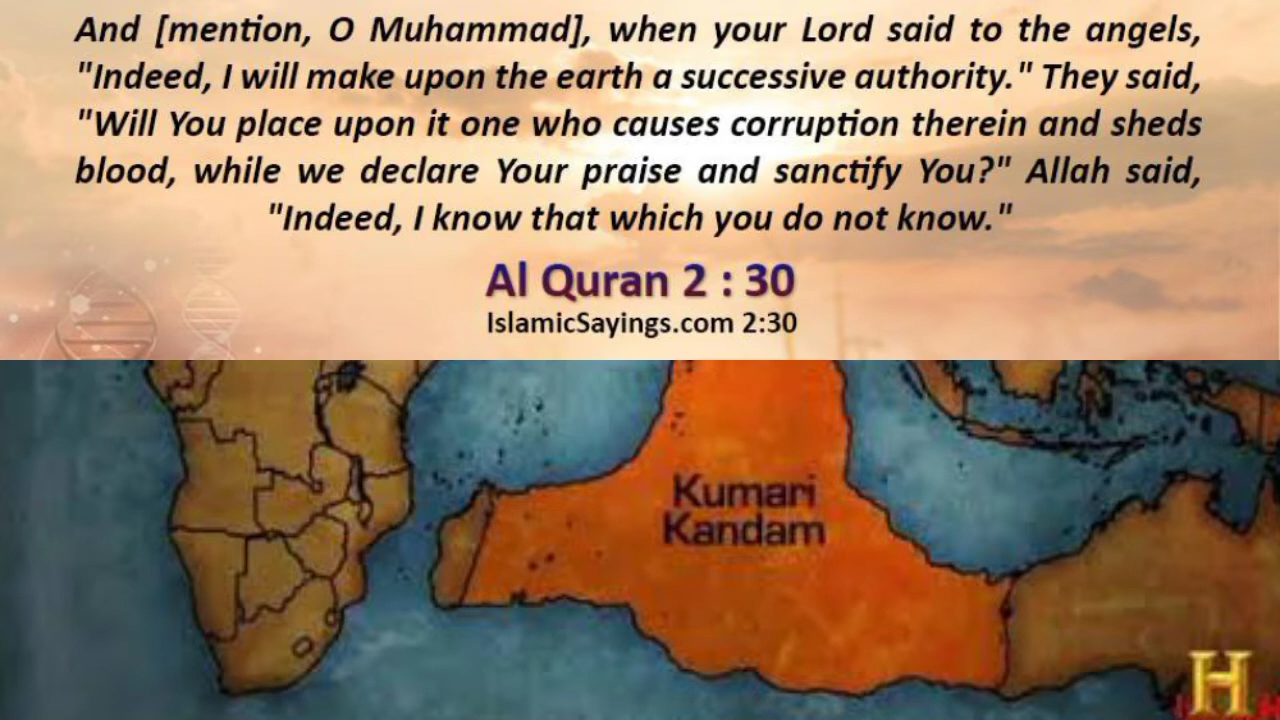 And [mention, O Muhammad], when your Lord said to the angels,
"Indeed, I will make upon the earth a successive authority." They said,
"Will You place upon it one who causes corruption therein and sheds
blood, while we declare Your praise and sanctify You?" Allah said,
"Indeed, I know that which you do not know."
Al Quran 2 : 30
IslamicSayings.com 2:30
Kumari
Kandam
H